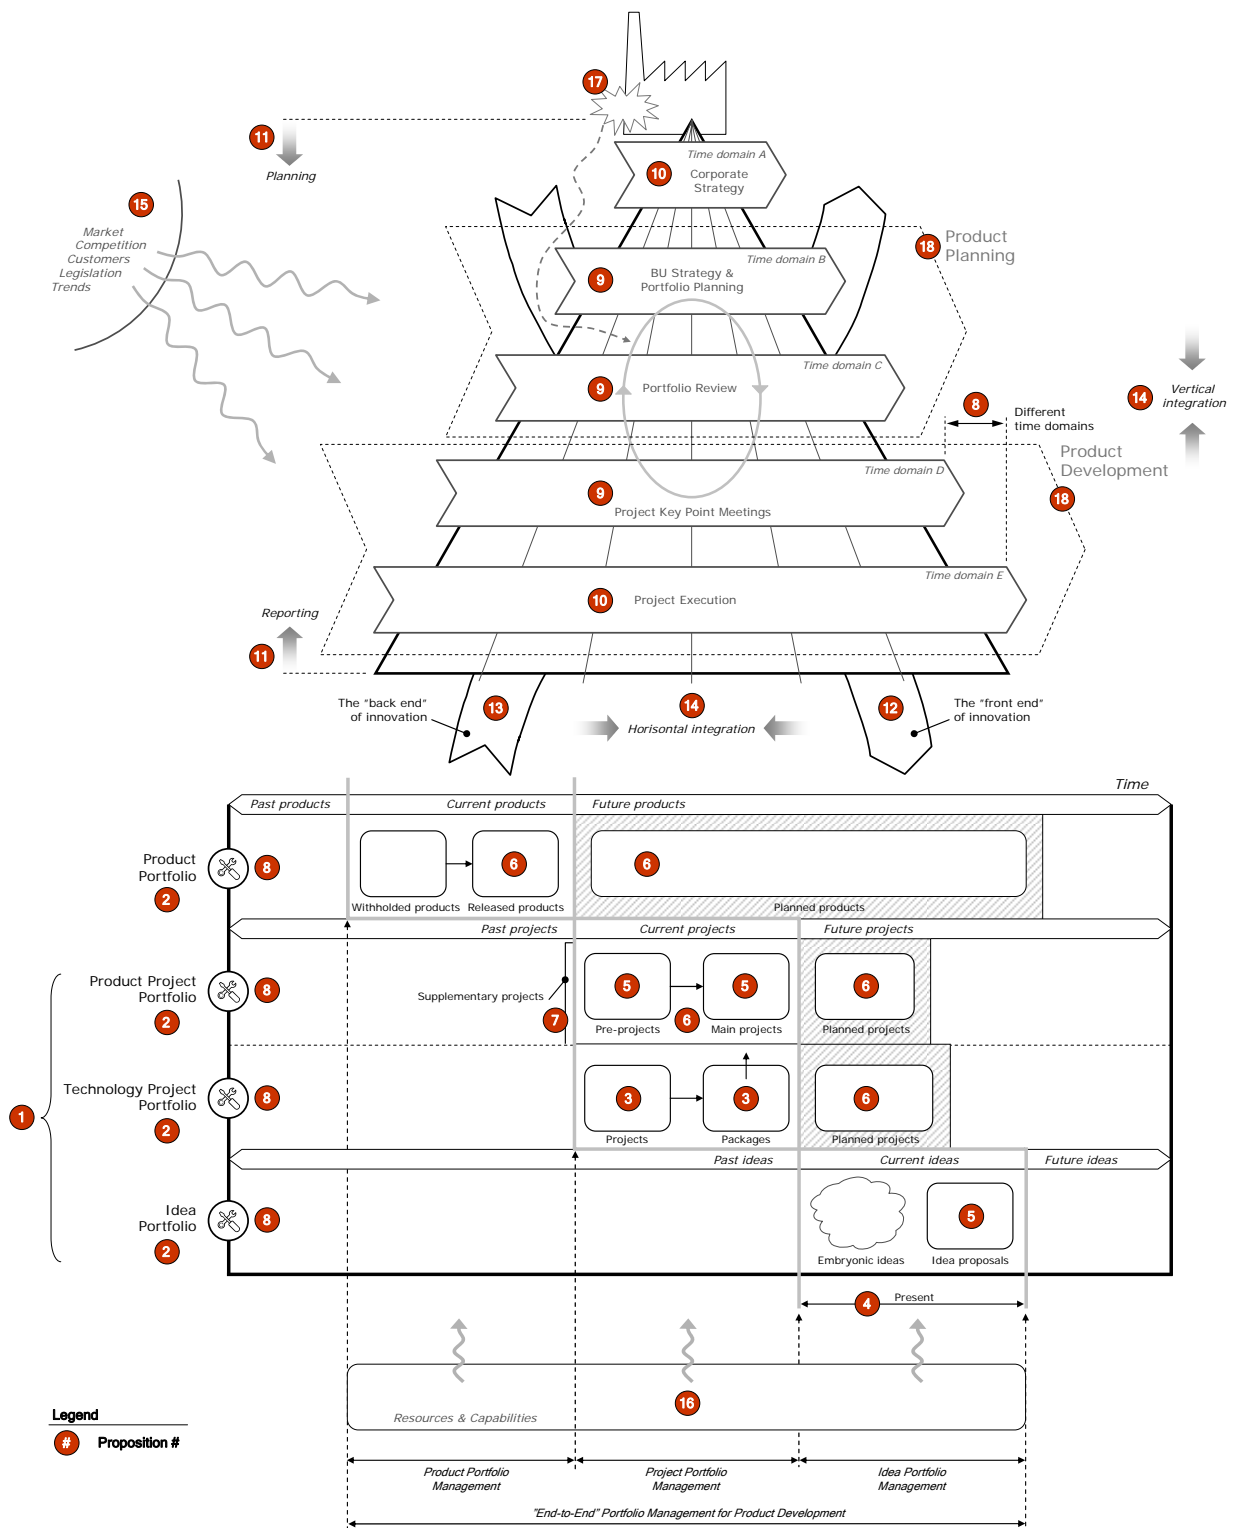 17
11
Planning
Time domain A
10
Corporate
Strategy
15
Market
Competition
Customers
Legislation
Trends
18
Product
Planning
Time domain B
9
BU Strategy &
Portfolio Planning
Time domain C
9
Portfolio Review
8
Different
time domains
14
Vertical
integration
Product
Development
18
Time domain D
9
Project Key Point Meetings
Time domain E
10
Project Execution
Reporting
11
The "back end"
of innovation
13
14
Horisontal integration
12
The "front end"
of innovation
Time
Past products
Current products
Future products
Product
Portfolio
2
8
6
6
Withholded products
Released products
Planned products
Past projects
Current projects
Future projects
Product Project
Portfolio
2
8
Supplementary projects
7
5
5
6
6
Pre-projects
Main projects
Planned projects
1
Technology Project
Portfolio
2
8
3
3
6
Projects
Packages
Planned projects
Past ideas
Current ideas
Future ideas
Idea
Portfolio
2
8
5
Embryonic ideas
Idea proposals
4
Present
16
Resources & Capabilities
Legend
#
Proposition #
Product Portfolio
Management
Project Portfolio
Management
Idea Portfolio
Management
"End-to-End" Portfolio Management for Product Development